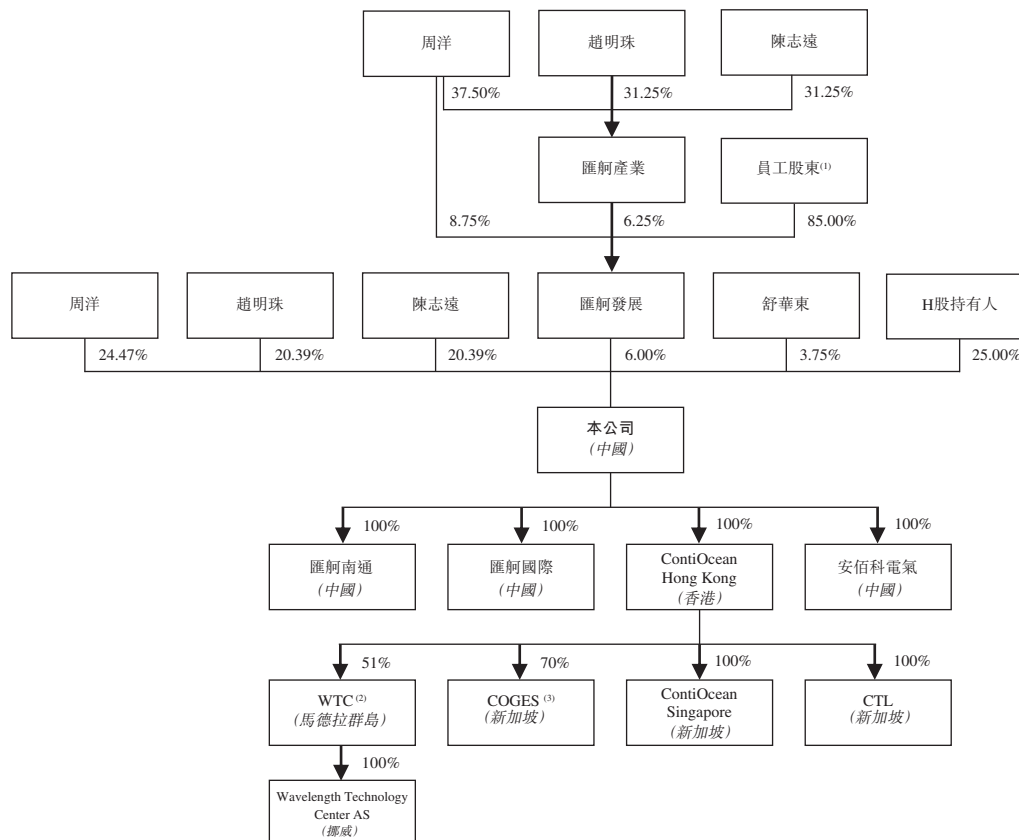 周洋
趙明珠
陳志遠
37.50%
31.25%
31.25%
匯舸產業
員工股東(1)
8.75%
6.25%
85.00%
周洋
趙明珠
陳志遠
匯舸發展
舒華東
H股持有人
24.47%
20.39%
20.39%
6.00%
3.75%
25.00%
本公司
(中國)
100%
100%
100%
100%
匯舸南通
(中國)
匯舸國際
(中國)
ContiOcean
Hong Kong
(香港)
安佰科電氣
(中國)
51%
70%
100%
100%
WTC (2)
(馬德拉群島)
COGES (3)
(新加坡)
ContiOcean
Singapore
(新加坡)
CTL
(新加坡)
100%
Wavelength Technology
Center AS
(挪威)